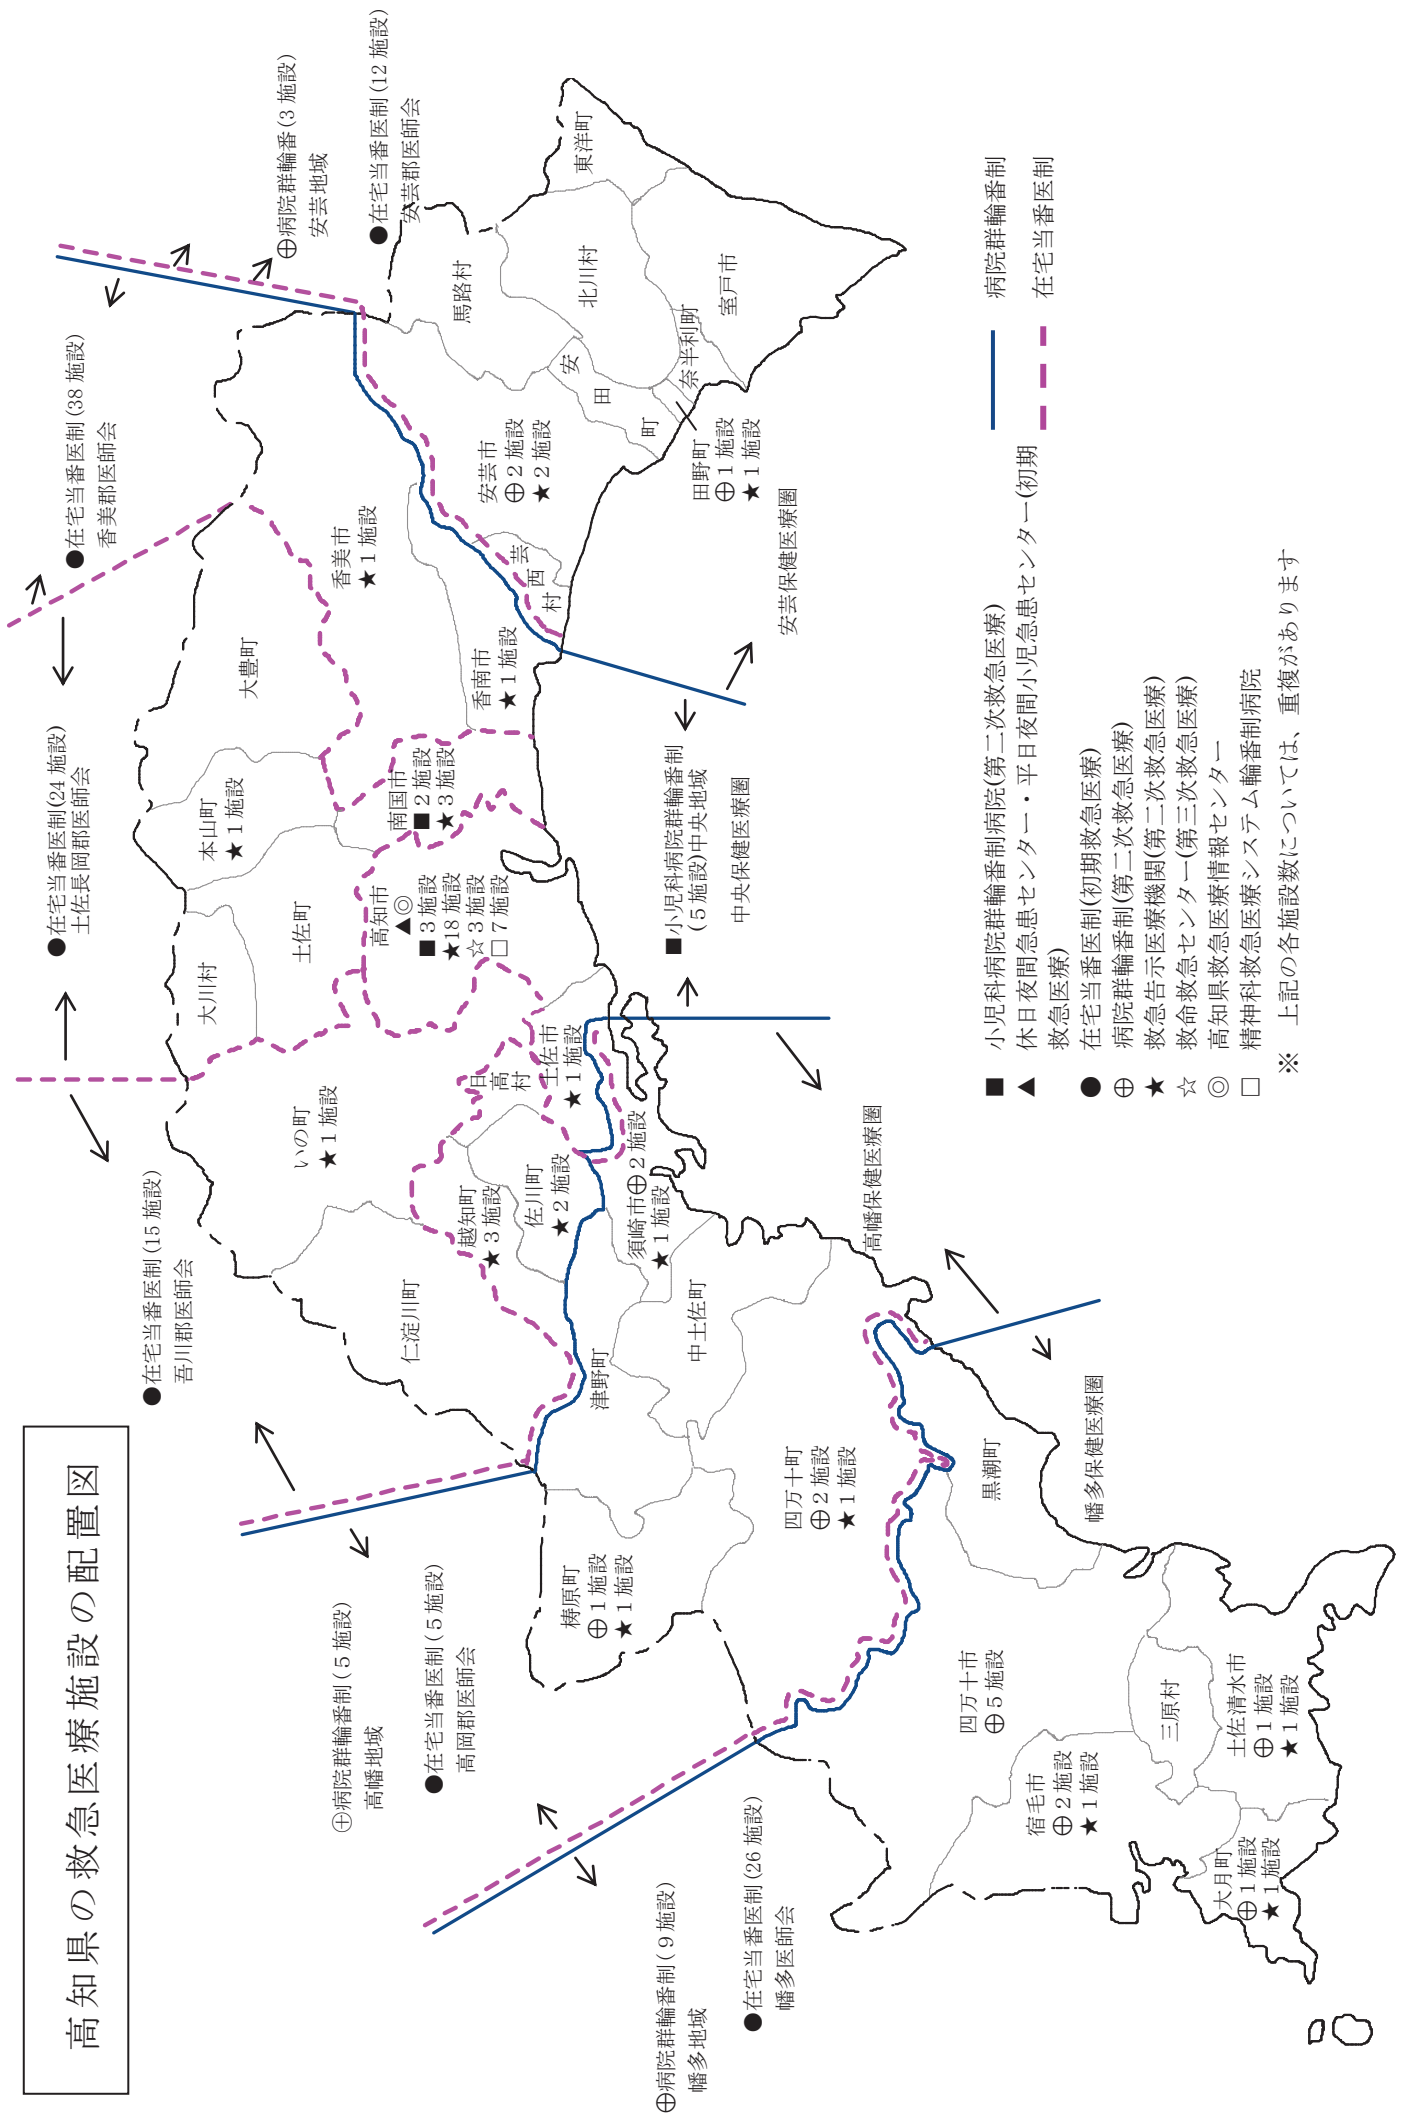 高知県の救急医療施設の配置図
⊕病院群輪番制(９施設)
幡多地域
●在宅当番医制(26施設)
幡多医師会
⊕病院群輪番制(５施設)
高幡地域
●在宅当番医制(５施設)
高岡郡医師会
●在宅当番医制(15施設)
吾川郡医師会
●在宅当番医制(24施設)
土佐長岡郡医師会
●在宅当番医制(38施設)
香美郡医師会
⊕病院群輪番(3施設)
安芸地域
●在宅当番医制(12施設)
安芸郡医師会
東洋町
馬路村
北川村
室戸市
奈半利町
安
田
町
田野町
⊕１施設
★１施設
安芸市
⊕２施設
★２施設
芸
西
村
香美市
★１施設
香南市
★１施設
大豊町
本山町
★１施設
土佐町
大川村
南国市
■２施設
★３施設
高知市
▲◎
■３施設
★18施設
☆３施設
□７施設
いの町
★１施設
日
高
村
土佐市
★１施設
仁淀川町
越知町
★３施設
佐川町
★２施設
須崎市⊕２施設
★１施設
津野町
中土佐町
梼原町
⊕１施設
★１施設
四万十町
⊕２施設
★１施設
黒潮町
四万十市
⊕５施設
三原村
宿毛市
⊕２施設
★１施設
土佐清水市
⊕１施設
★１施設
大月町
⊕１施設
★１施設
安芸保健医療圏
■小児科病院群輪番制
(５施設)中央地域
中央保健医療圏
高幡保健医療圏
幡多保健医療圏
■ 小児科病院群輪番制病院(第二次救急医療)
▲ 休日夜間急患センター・平日夜間小児急患センター(初期
救急医療)
● 在宅当番医制(初期救急医療)
⊕ 病院群輪番制(第二次救急医療)
★ 救急告示医療機関(第二次救急医療)
☆ 救命救急センター(第三次救急医療)
◎ 高知県救急医療情報センター
□ 精神科救急医療システム輪番制病院
※ 上記の各施設数については、重複があります
病院群輪番制
在宅当番医制